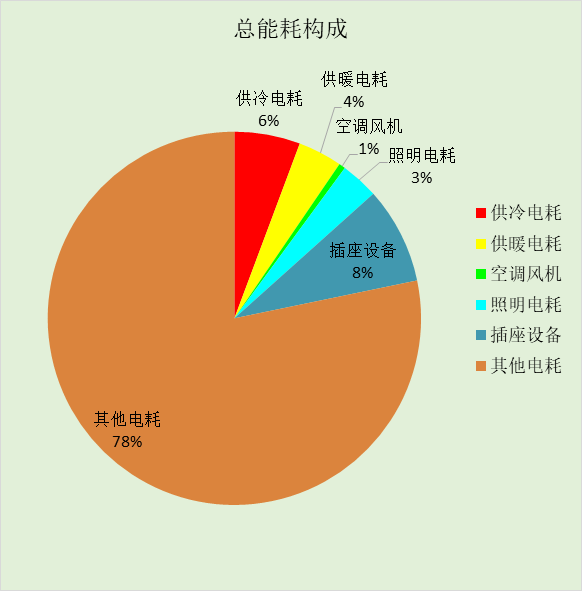 总能耗构成
供暖电耗
4%
供冷电耗
6%
空调风机
1%
照明电耗
3%
插座设备
8%
其他电耗
78%
供冷电耗
供暖电耗
空调风机
照明电耗
插座设备
其他电耗